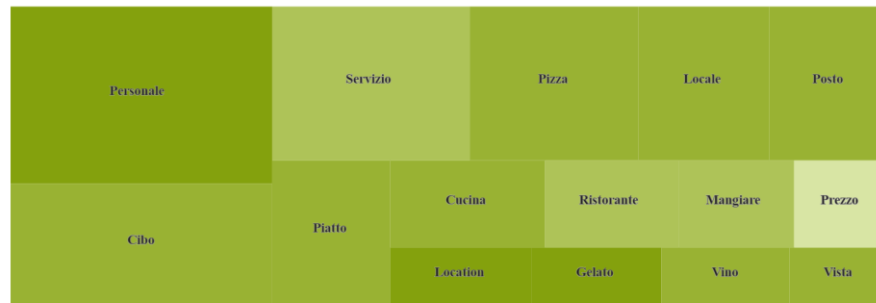 Personale
Servizio
Pizza
Locale
Posto
Cibo
Piatto
Cucina
Ristorante
Mangiare
Prezzo
Location
Gelato
Vino
Vista